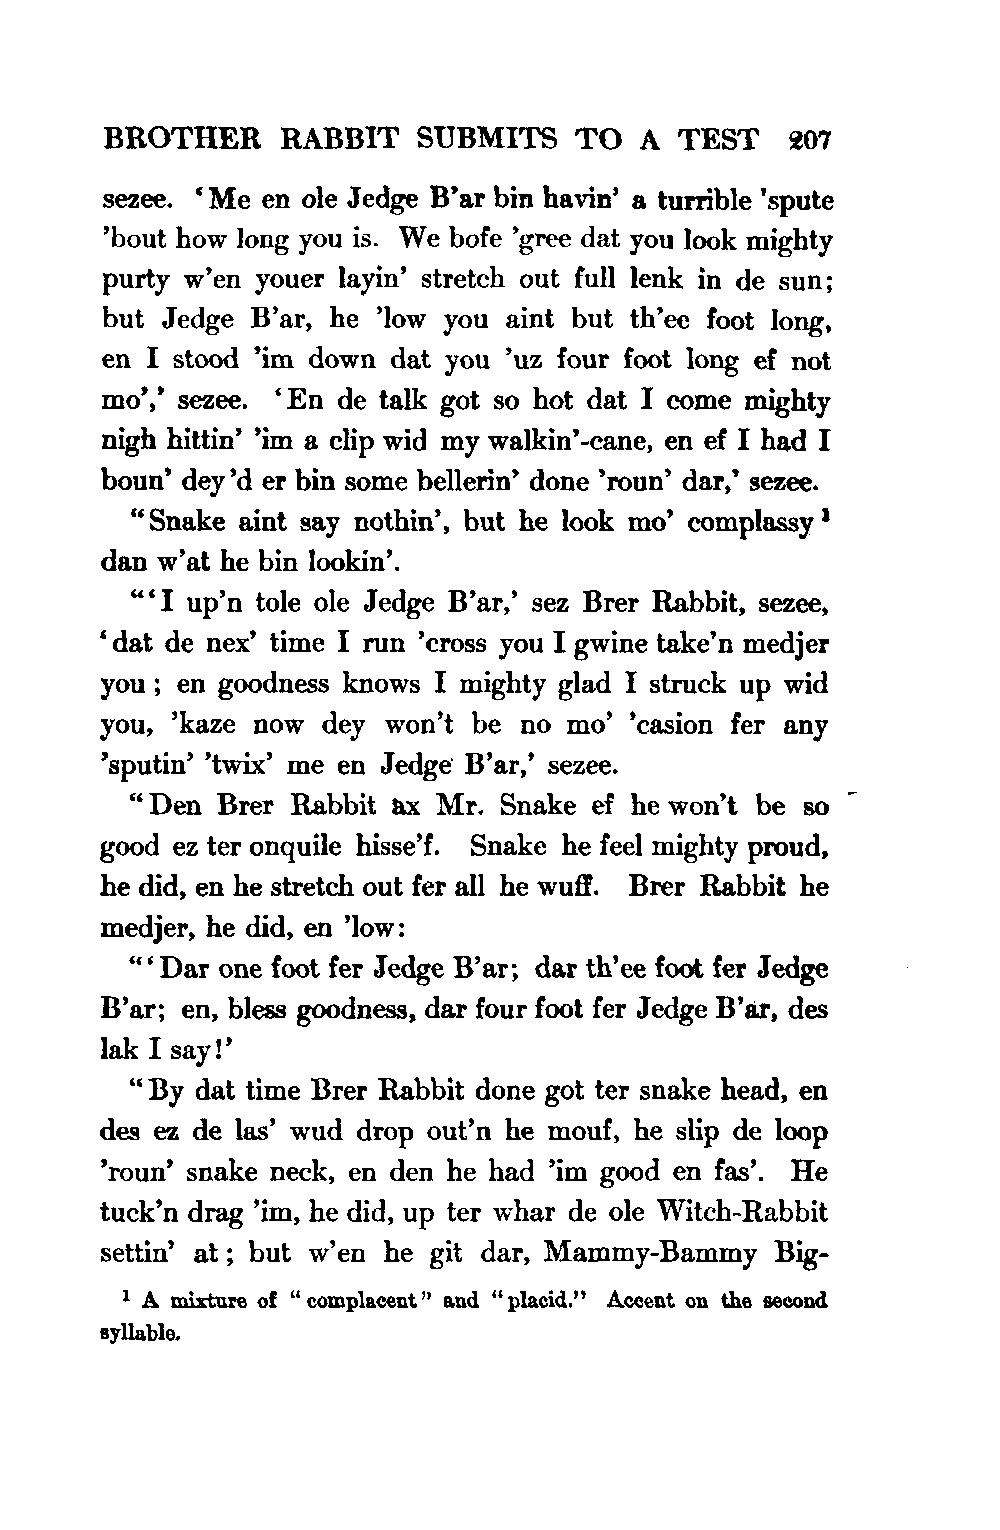 BROTHER RABBIT SUBMITS TO A TEST 207
sezee. ‘Me en ole Jedge B’ar bin havin’ a turrible ’spute
’bout how long you is. We bofe ’gree dat you look mighty
purty w’en youer layin’ stretch out full lenk in de sun;
but Jedge B’ar, he ’low you aint but th’ee foot long,
en I stood ’im down dat you ’uz four foot long ef not
mo’,’ sezee. ‘En de talk got so hot dat I come mighty
nigh hittin’ ’im a clip wid my walkin’-cane, en ef I had I
boun’ dey’d er bin some bellerin’ done ’roun’ dar,’ sezee.
“Snake aint say nothin’, but he look mo’ complassy¹
dan w’at he bin lookin’.
“‘I up’n tole ole Jedge B’ar,’ sez Brer Rabbit, sezee,
‘dat de nex’ time I run ’cross you I gwine take’n medjer
you; en goodness knows I mighty glad I struck up wid
you, ’kaze now dey won’t be no mo’ ’casion fer any
’sputin’ ’twix’ me en Jedge B’ar,’ sezee.
“Den Brer Rabbit ax Mr. Snake ef he won’t be so
good ez ter onquile hisse’f. Snake he feel mighty proud,
he did, en he stretch out fer all he wuff. Brer Rabbit he
medjer, he did, en ’low:
“‘Dar one foot fer Jedge B’ar; dar th’ee foot fer Jedge
B’ar; en, bless goodness, dar four foot fer Jedge B’ar, des
lak I say!’
“By dat time Brer Rabbit done got ter snake head, en
des ez de las’ wud drop out’n he mouf, he slip de loop
’roun’ snake neck, en den he had ’im good en fas’. He
tuck’n drag ’im, he did, up ter whar de ole Witch-Rabbit
settin’ at; but w’en he git dar, Mammy-Bammy Big-
¹ A mixture of “complacent” and “placid.” Accent on the second
syllable.